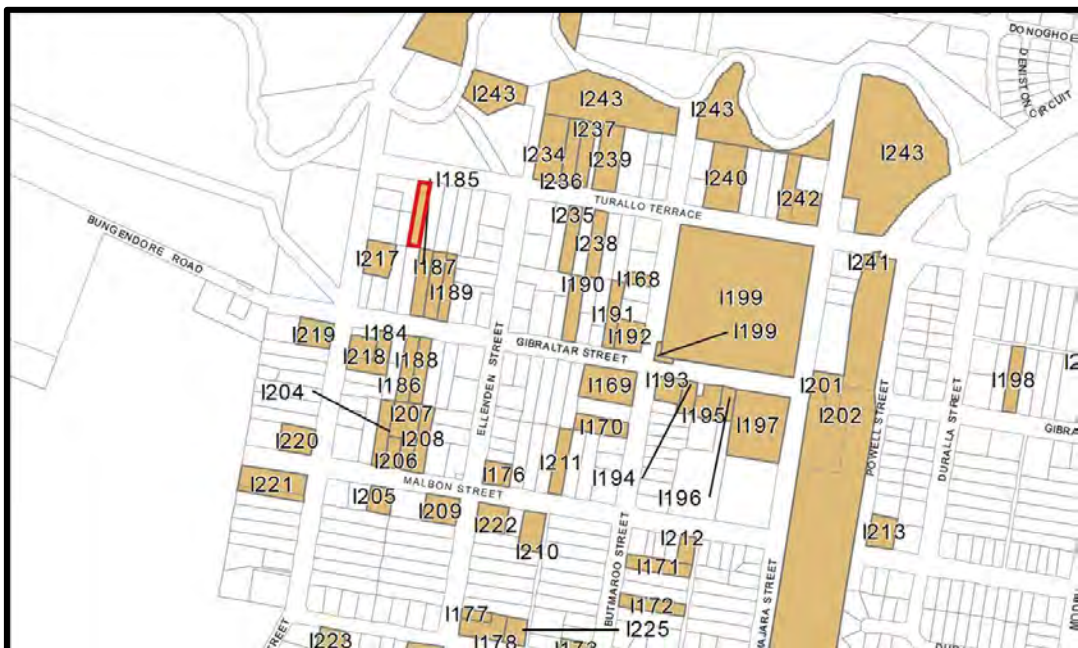 DONOGHOE
DENISTON
CIRCUIT
I243
I243
I243
I243
I237
I234
I239
I236
I240
I242
I185
TURALLO TERRACE
I235
I238
BUNGENDORE ROAD
I217
I187
I189
I190
I168
I191
I192
I241
I199
I199
I219
I184
I218
I188
I186
ELLENDEN STREET
GIBRALTAR STREET
I169
I193
I195
I197
I201
I202
POWELL STREET
DURALLA STREET
I198
I204
I207
I208
I206
I220
I170
I211
I194
I196
I176
MALBON STREET
I221
I205
I209
I222
I210
BUTMAROO STREET
I212
I171
I172
I213
MAJARA STREET
I177
I178
I225
I223
STREET